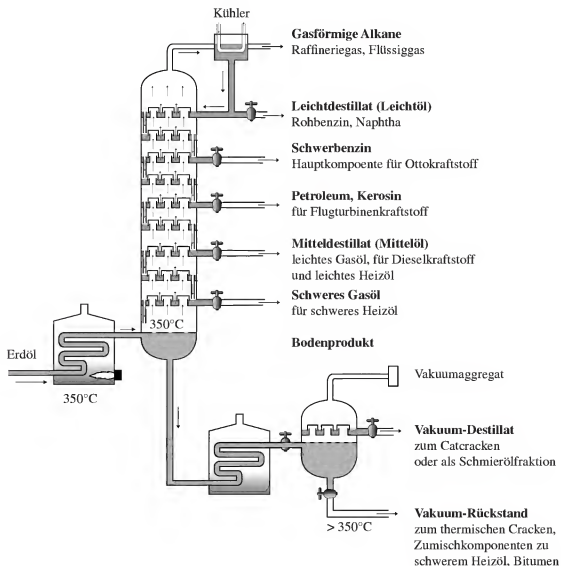 Kühler
Gasförmige Alkane
Raffineriegas, Flüssiggas
Leichtdestillat (Leichtöl)
Rohbenzin, Naphtha
Schwerbenzin
Hauptkompoente für Ottokraftstoff
Petroleum, Kerosin
für Flugturbinenkraftstoff
Mitteldestillat (Mittelöl)
leichtes Gasöl, für Dieselkraftstoff
und leichtes Heizöl
Schweres Gasöl
für schweres Heizöl
350°C
Bodenprodukt
Erdöl
350°C
Vakuumaggregat
Vakuum-Destillat
zum Catcracken
oder als Schmierölfraktion
Vakuum-Rückstand
> 350°C
zum thermischen Cracken,
Zumischkomponenten zu
schwerem Heizöl, Bitumen